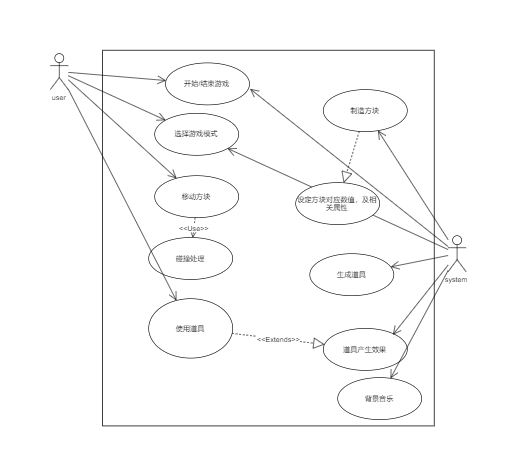 开始/结束游戏
user
制造方块
选择游戏模式
移动方块
设定方块对应数值，及相
关属性
<<Use>>
碰撞处理
生成道具
system
使用道具
<<Extends>>
道具产生效果
背景音乐